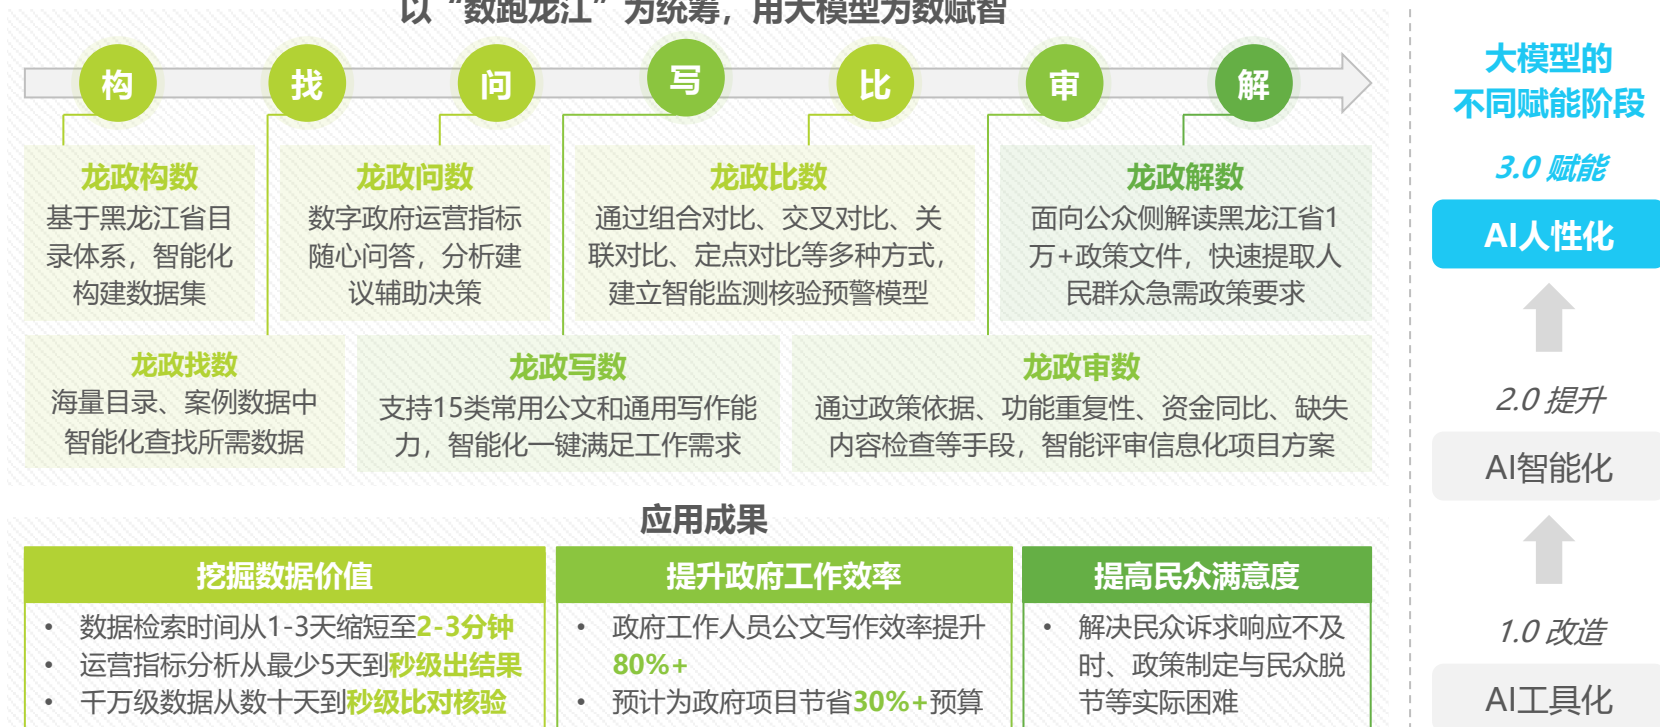 以“数跑龙江”为统筹，用大模型为数赋智
构
找
问
写
比
审
解
龙政构数
基于黑龙江省目
录体系，智能化
构建数据集
龙政问数
数字政府运营指标
随心问答，分析建
议辅助决策
龙政比数
通过组合对比、交叉对比、关
联对比、定点对比等多种方式，
建立智能监测核验预警模型
龙政解数
面向公众侧解读黑龙江省1
万+政策文件，快速提取人
民群众急需政策要求
龙政找数
海量目录、案例数据中
智能化查找所需数据
龙政写数
支持15类常用公文和通用写作能
力，智能化一键满足工作需求
龙政审数
通过政策依据、功能重复性、资金同比、缺失
内容检查等手段，智能评审信息化项目方案
应用成果
挖掘数据价值
• 数据检索时间从1-3天缩短至2-3分钟
• 运营指标分析从最少5天到秒级出结果
• 千万级数据从数十天到秒级比对核验
提升政府工作效率
• 政府工作人员公文写作效率提升
80%+
• 预计为政府项目节省30%+预算
提高民众满意度
• 解决民众诉求响应不及
时、政策制定与民众脱
节等实际困难
大模型的
不同赋能阶段
3.0 赋能
AI人性化
2.0 提升
AI智能化
1.0 改造
AI工具化